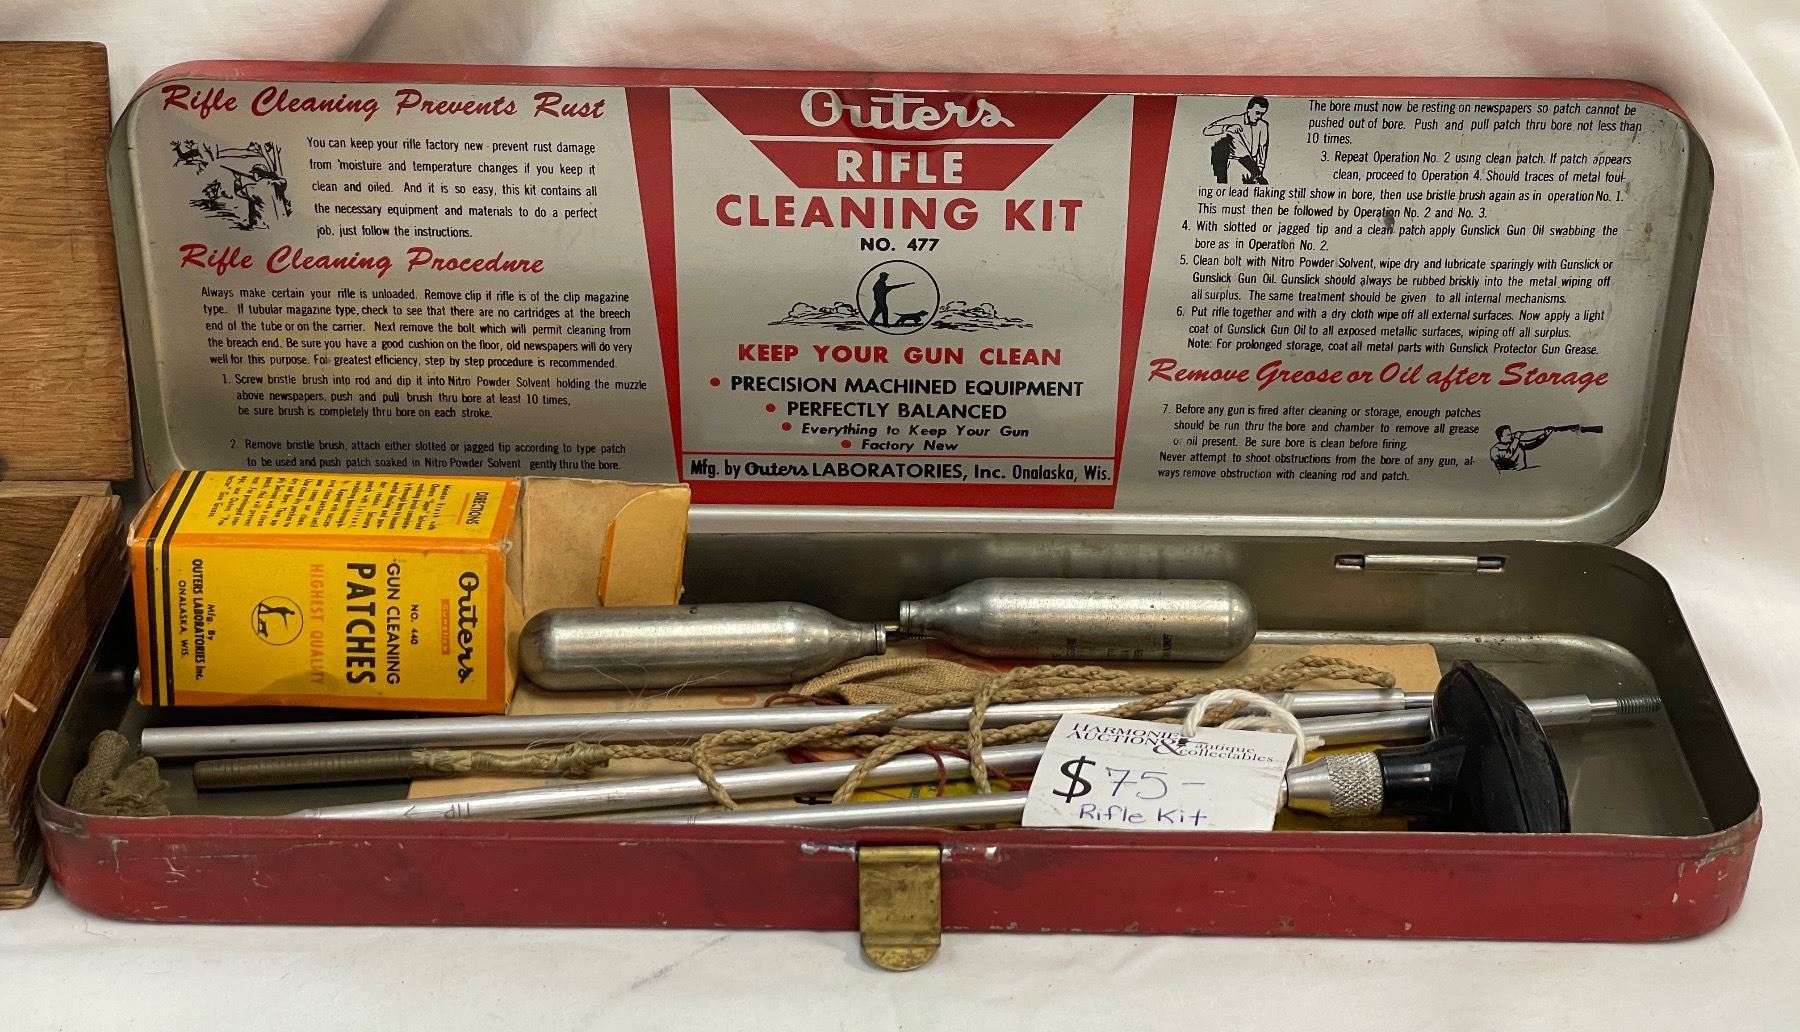 Rifle Cleaning Prevents Rust
You can keep your rifle factory new - prevent rust damage
from moisture and temperature changes if you keep it
clean and oiled. And it is so easy, this kit contains all
the necessary equipment and materials to do a perfect
job, just follow the instructions.
Rifle Cleaning Procedure
Always make certain your rifle is unloaded. Remove clip if rifle is of the clip magazine
type. If tubular magazine type, check to see that there are no cartridges at the breech
end of the tube or on the carrier. Next remove the bolt which will permit cleaning from
the breach end. Be sure you have a good cushion on the floor, old newspapers will do very
well for this purpose. For greatest efficiency, step by step procedure is recommended.
1. Screw bristle brush into rod and dip it into Nitro Powder Solvent holding the muzzle
above newspapers, push and pull brush thru bore at least 10 times,
be sure brush is completely thru bore on each stroke.
2. Remove bristle brush, attach either slotted or jagged tip according to type patch
to be used and push patch soaked in Nitro Powder Solvent gently thru the bore.
Outers
RIFLE
CLEANING KIT
NO. 477
KEEP YOUR GUN CLEAN
• PRECISION MACHINED EQUIPMENT
• PERFECTLY BALANCED
• Everything to Keep Your Gun
• Factory New
Mfg. by Outers LABORATORIES, Inc. Onalaska, Wis.
The bore must now be resting on newspapers so patch cannot be
pushed out of bore. Push and pull patch thru bore not less than
10 times.
3. Repeat Operation No. 2 using clean patch. If patch appears
clean, proceed to Operation 4. Should traces of metal foul-
ing or lead flaking still show in bore, then use bristle brush again as in operation No. 1.
This must then be followed by Operation No. 2 and No. 3.
4. With slotted or jagged tip and a clean patch apply Gunslick Gun Oil swabbing the
bore as in Operation No. 2.
5. Clean bolt with Nitro Powder Solvent, wipe dry and lubricate sparingly with Gunslick or
Gunslick Gun Oil. Gunslick should always be rubbed briskly into the metal wiping off
all surplus. The same treatment should be given to all internal mechanisms.
6. Put rifle together and with a dry cloth wipe off all external surfaces. Now apply a light
coat of Gunslick Gun Oil to all exposed metallic surfaces, wiping off all surplus.
Note: For prolonged storage, coat all metal parts with Gunslick Protector Gun Grease.
Remove Grease or Oil after Storage
7. Before any gun is fired after cleaning or storage, enough patches
should be run thru the bore and chamber to remove all grease
or oil present. Be sure bore is clean before firing.
Never attempt to shoot obstructions from the bore of any gun, al-
ways remove obstruction with cleaning rod and patch.
DIRECTIONS
Outers
GUNSLICK
NO. 440
GUN CLEANING
PATCHES
HIGHEST QUALITY
Mfg. By
OUTERS LABORATORIES Inc.
ONALASKA, WIS.
TIP
HARMONIE
AUCTION & antique
collectables
$75-
Rifle Kit